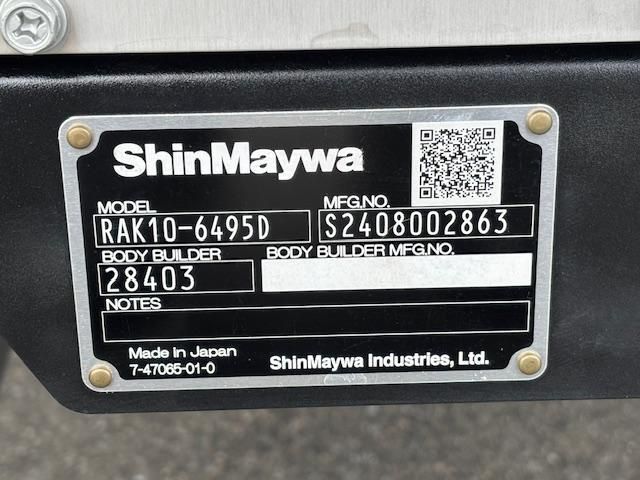 ShinMaywa
MODEL
RAK10-6495D
MFG.NO.
S2408002863
BODY BUILDER
28403
BODY BUILDER MFG.NO.
NOTES
Made in Japan
7-47065-01-0
ShinMaywa Industries, Ltd.